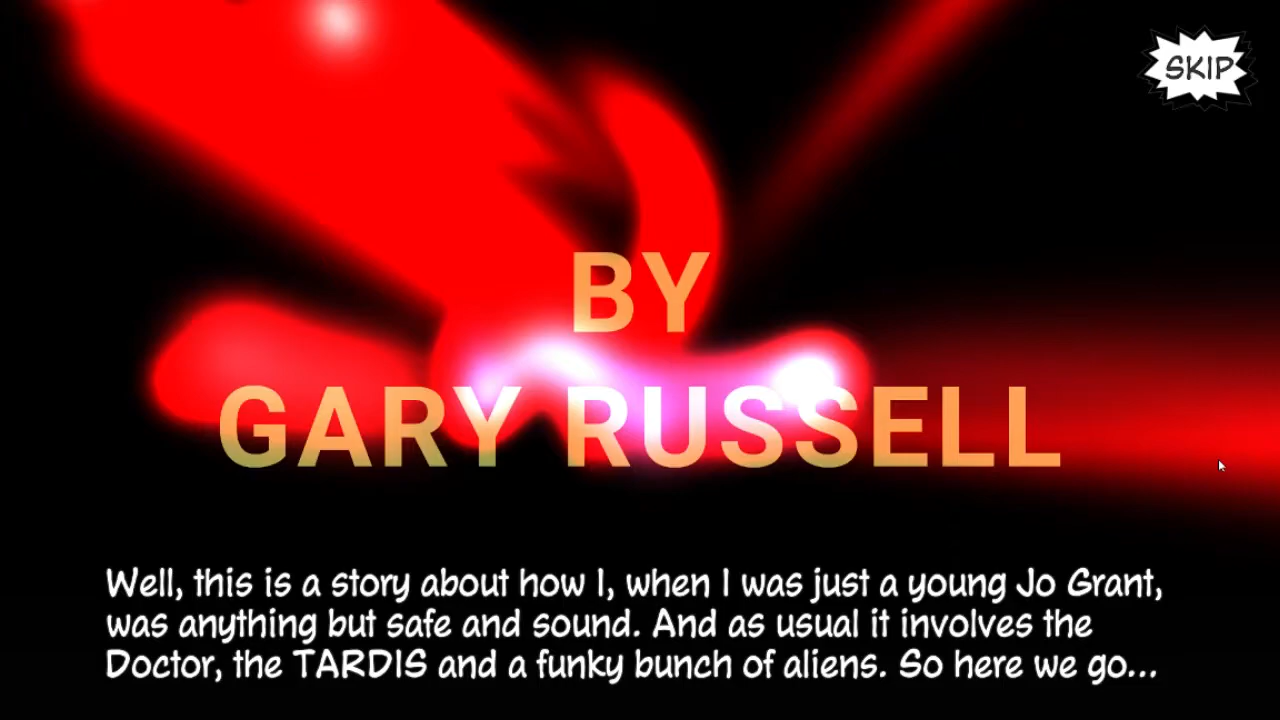 SKIP
BY
GARY RUSSELL
Well, this is a story about how I, when I was just a young Jo Grant,
was anything but safe and sound. And as usual it involves the
Doctor, the TARDIS and a funky bunch of aliens. So here we go...